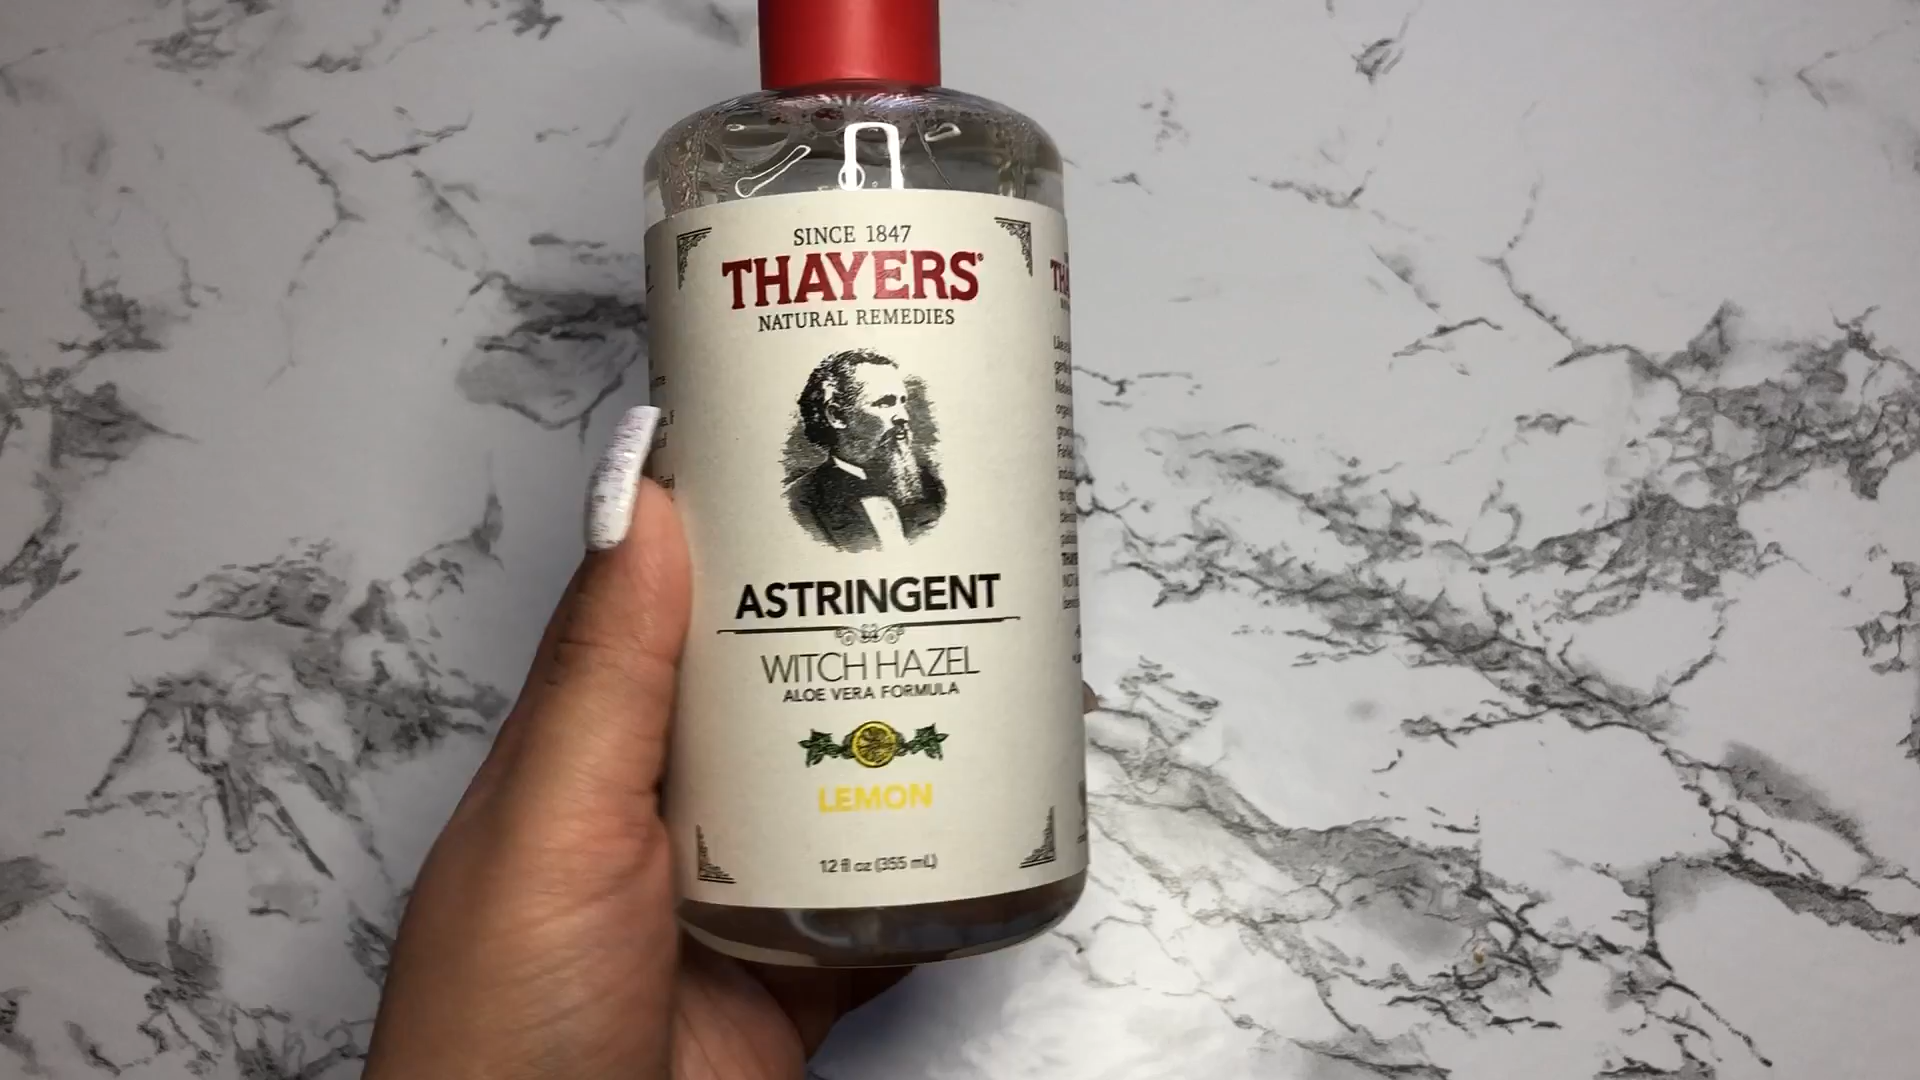 SINCE 1847
THAYERS®
NATURAL REMEDIES
ASTRINGENT
WITCH HAZEL
ALOE VERA FORMULA
LEMON
12 fl oz (355 mL)